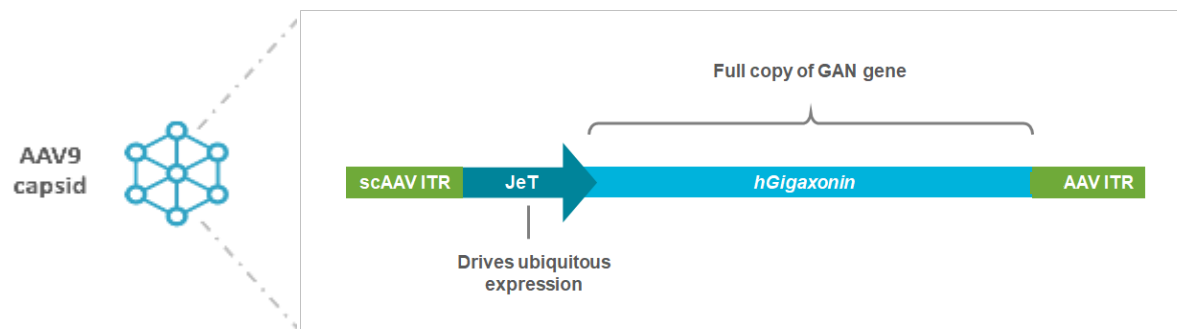 Full copy of GAN gene
AAV9
capsid
scAAV ITR
JeT
hGigaxonin
AAV ITR
Drives ubiquitous
expression